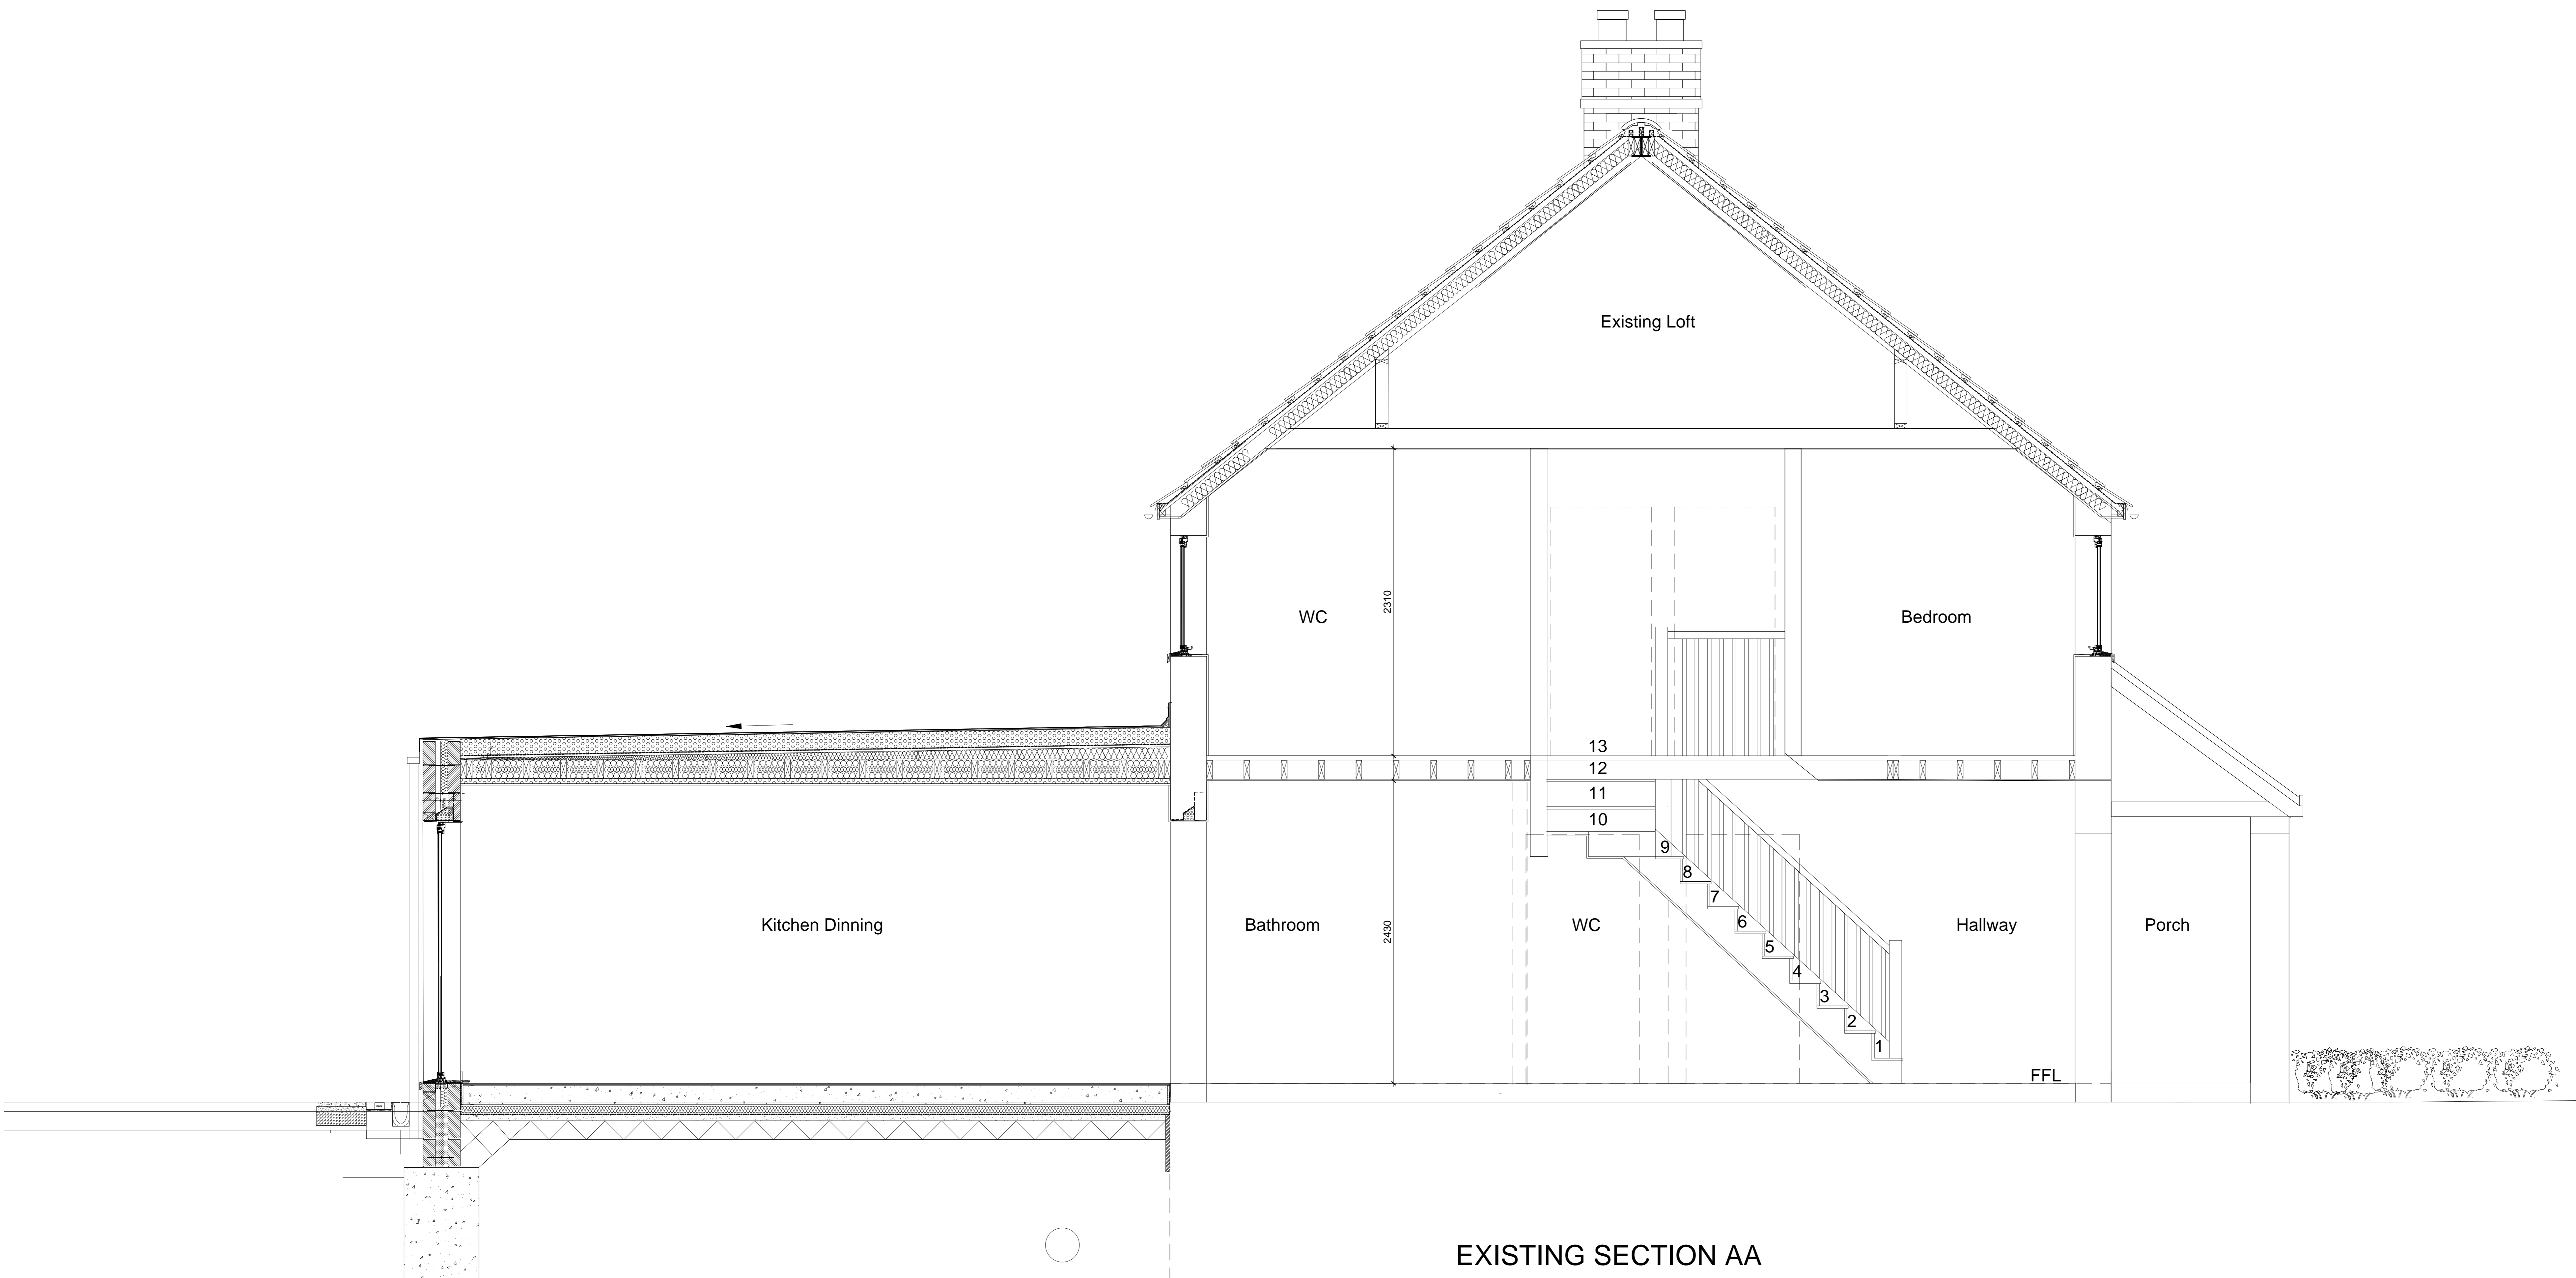 Existing Loft
2310
WC
Bedroom
13
12
11
10
9
8
7
6
5
4
3
2
1
2430
Kitchen Dinning
Bathroom
WC
Hallway
Porch
FFL
EXISTING SECTION AA